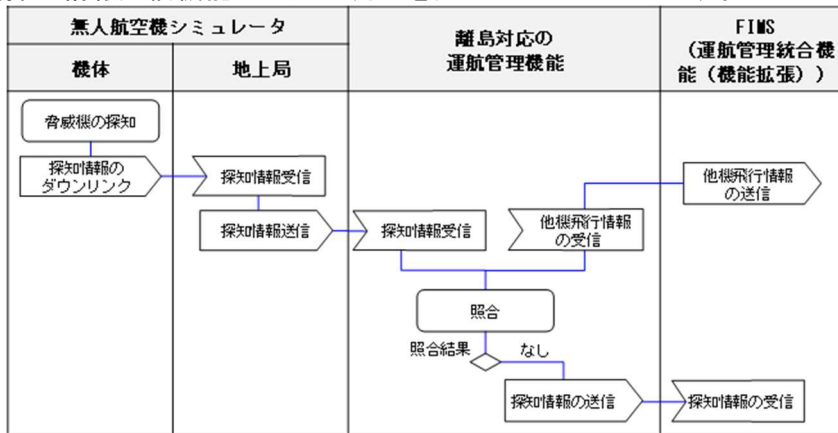 無人航空機シミュレータ
機体
地上局
離島対応の
運航管理機能
FIMS
（運航管理統合機
能（機能拡張））
脅威機の探知
探知情報の
ダウンリンク
探知情報受信
探知情報送信
探知情報受信
他機飛行情報
の受信
他機飛行情報
の送信
照合
照合結果
なし
探知情報の送信
探知情報の受信